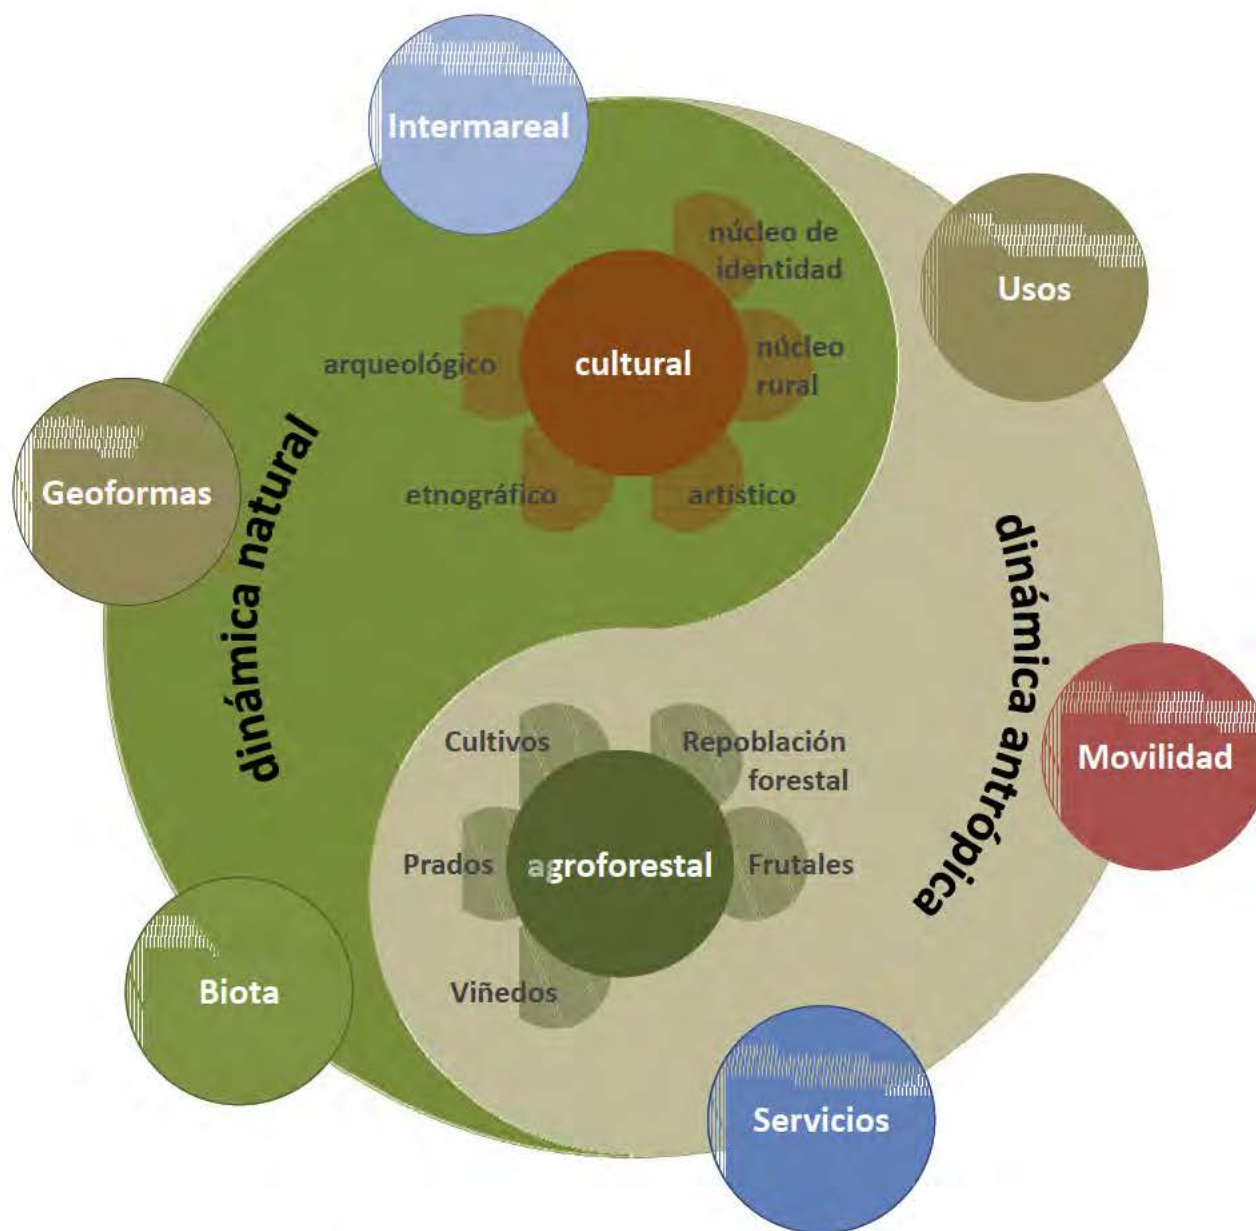 Intermareal
núcleo de
identidad
Usos
cultural
núcleo
rural
arqueológico
Geoformas
etnográfico
artístico
dinámica natural
dinámica antrópica
Cultivos
Repoblación
forestal
Movilidad
Prados
agroforestal
Frutales
Biota
Viñedos
Servicios